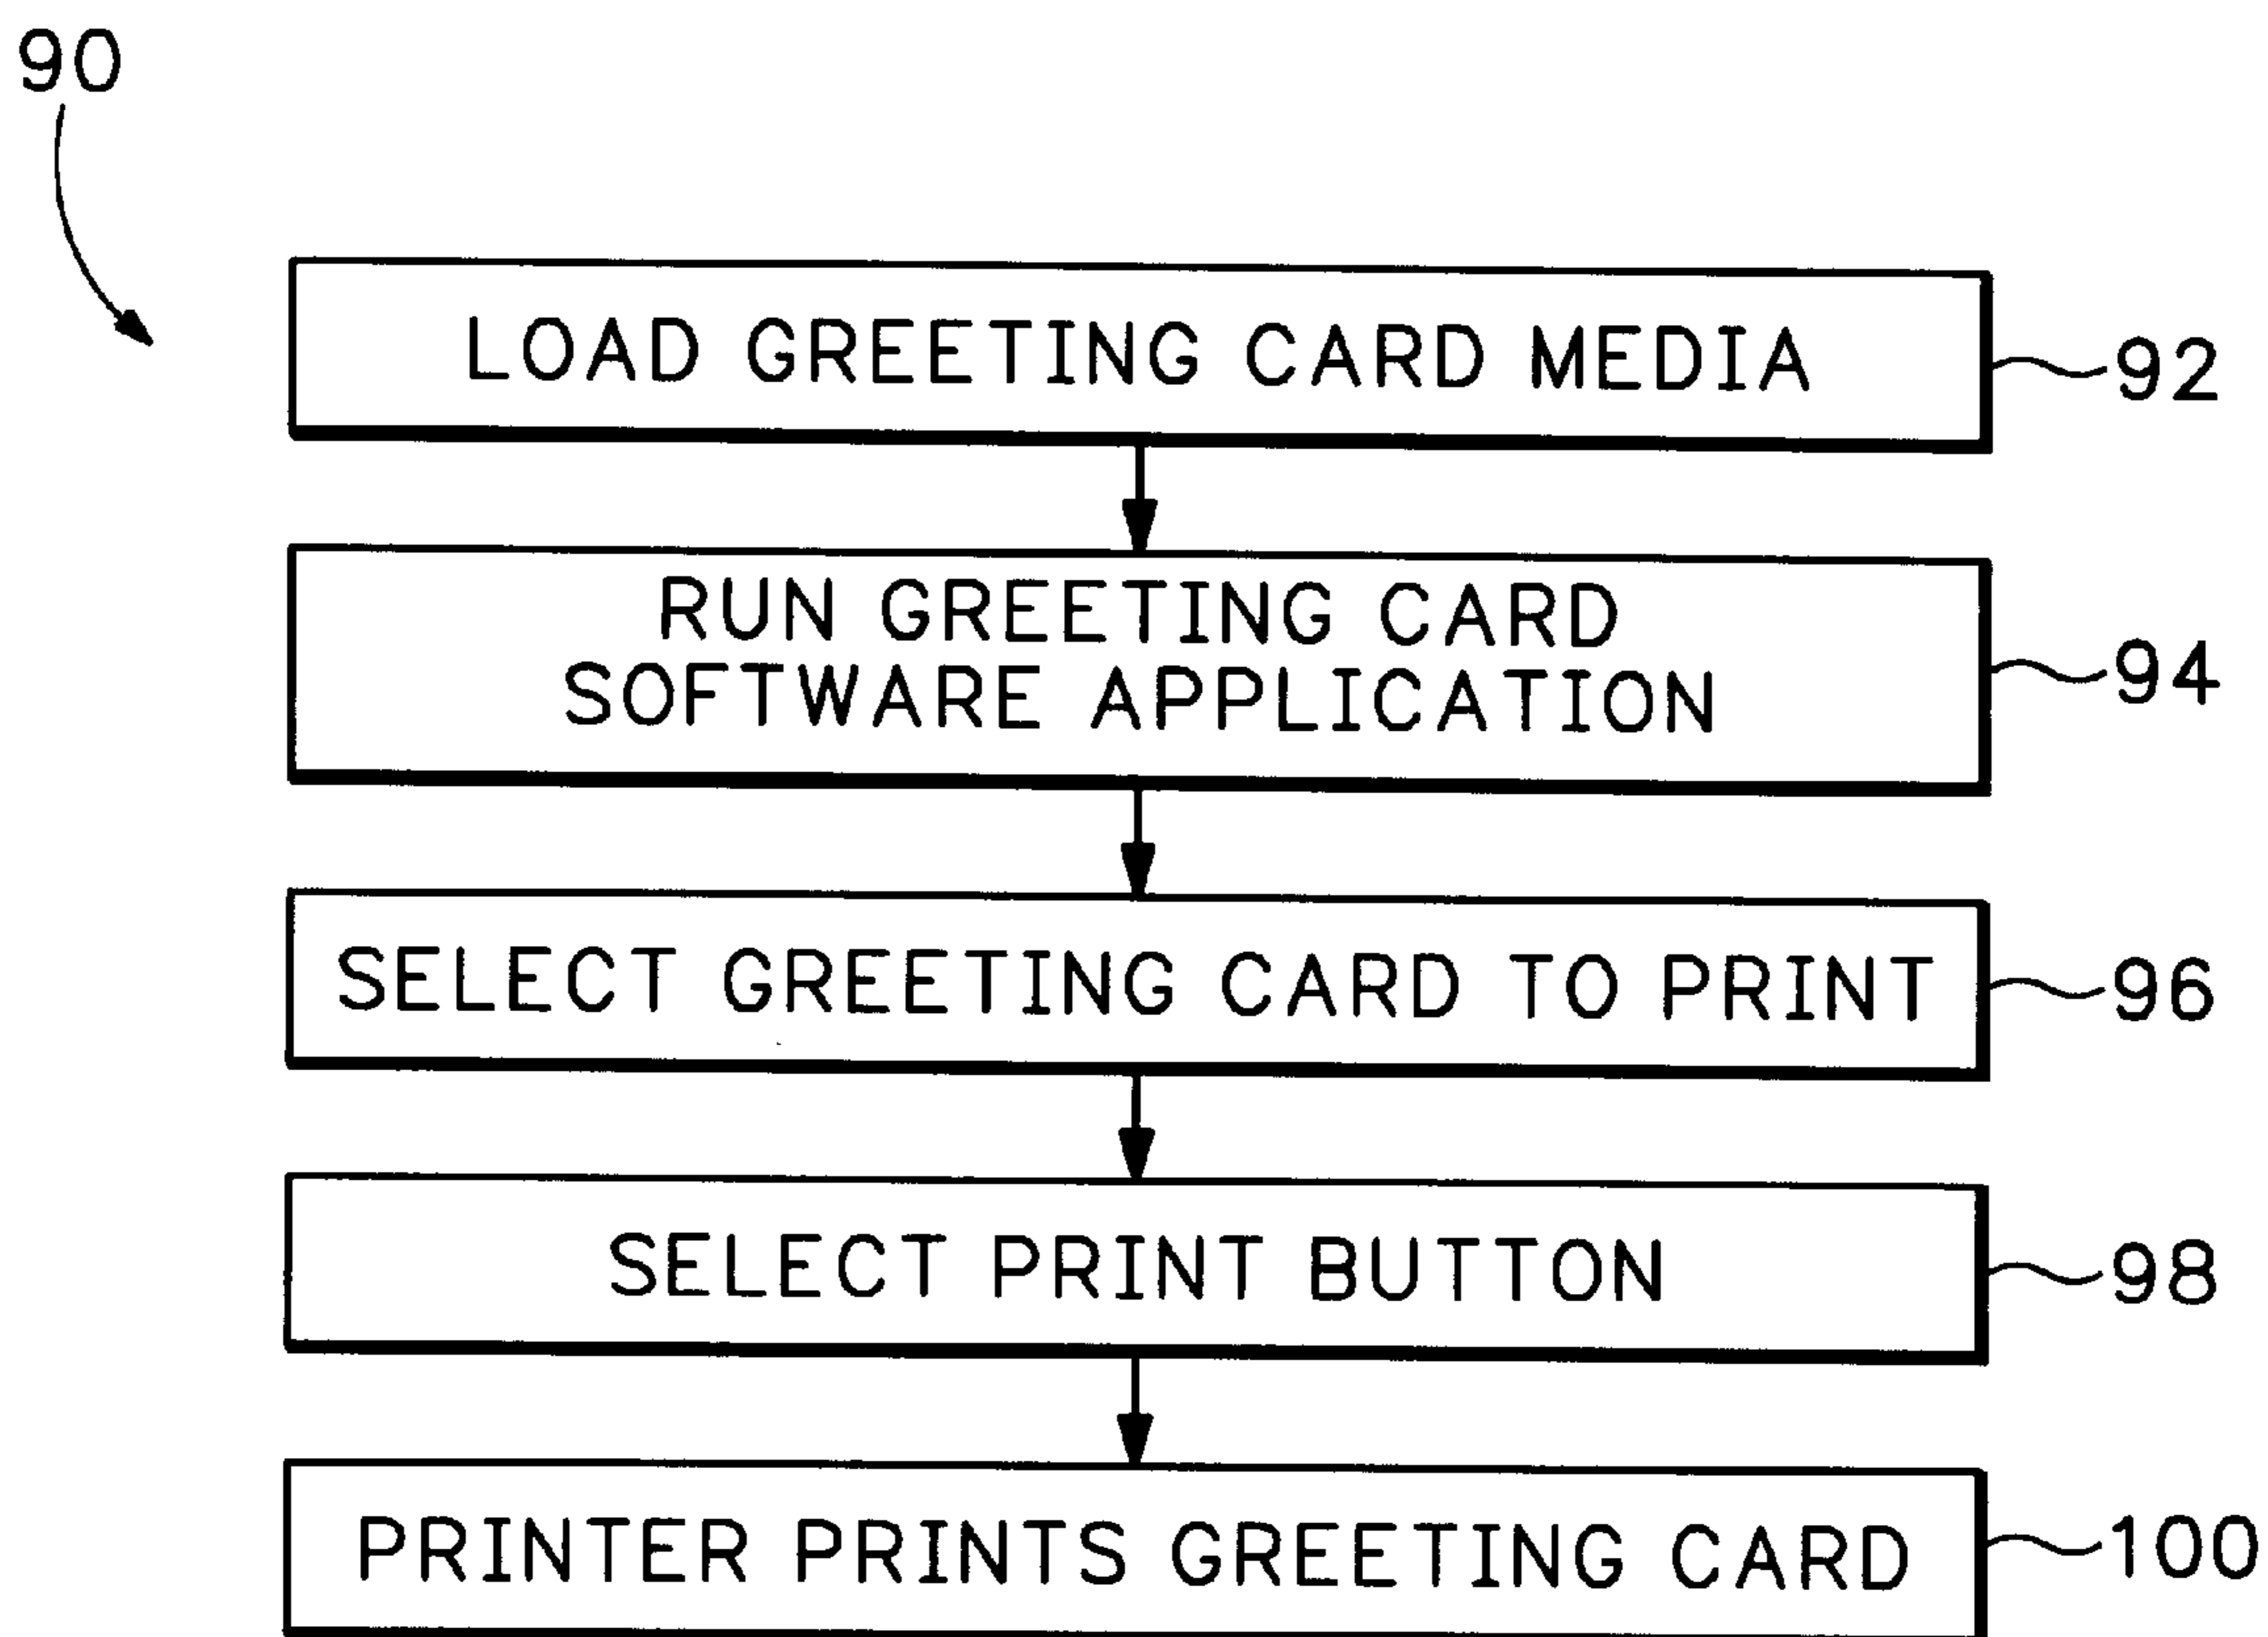 90
LOAD GREETING CARD MEDIA
92
RUN GREETING CARD
SOFTWARE APPLICATION
94
SELECT GREETING CARD TO PRINT
96
SELECT PRINT BUTTON
98
PRINTER PRINTS GREETING CARD
100